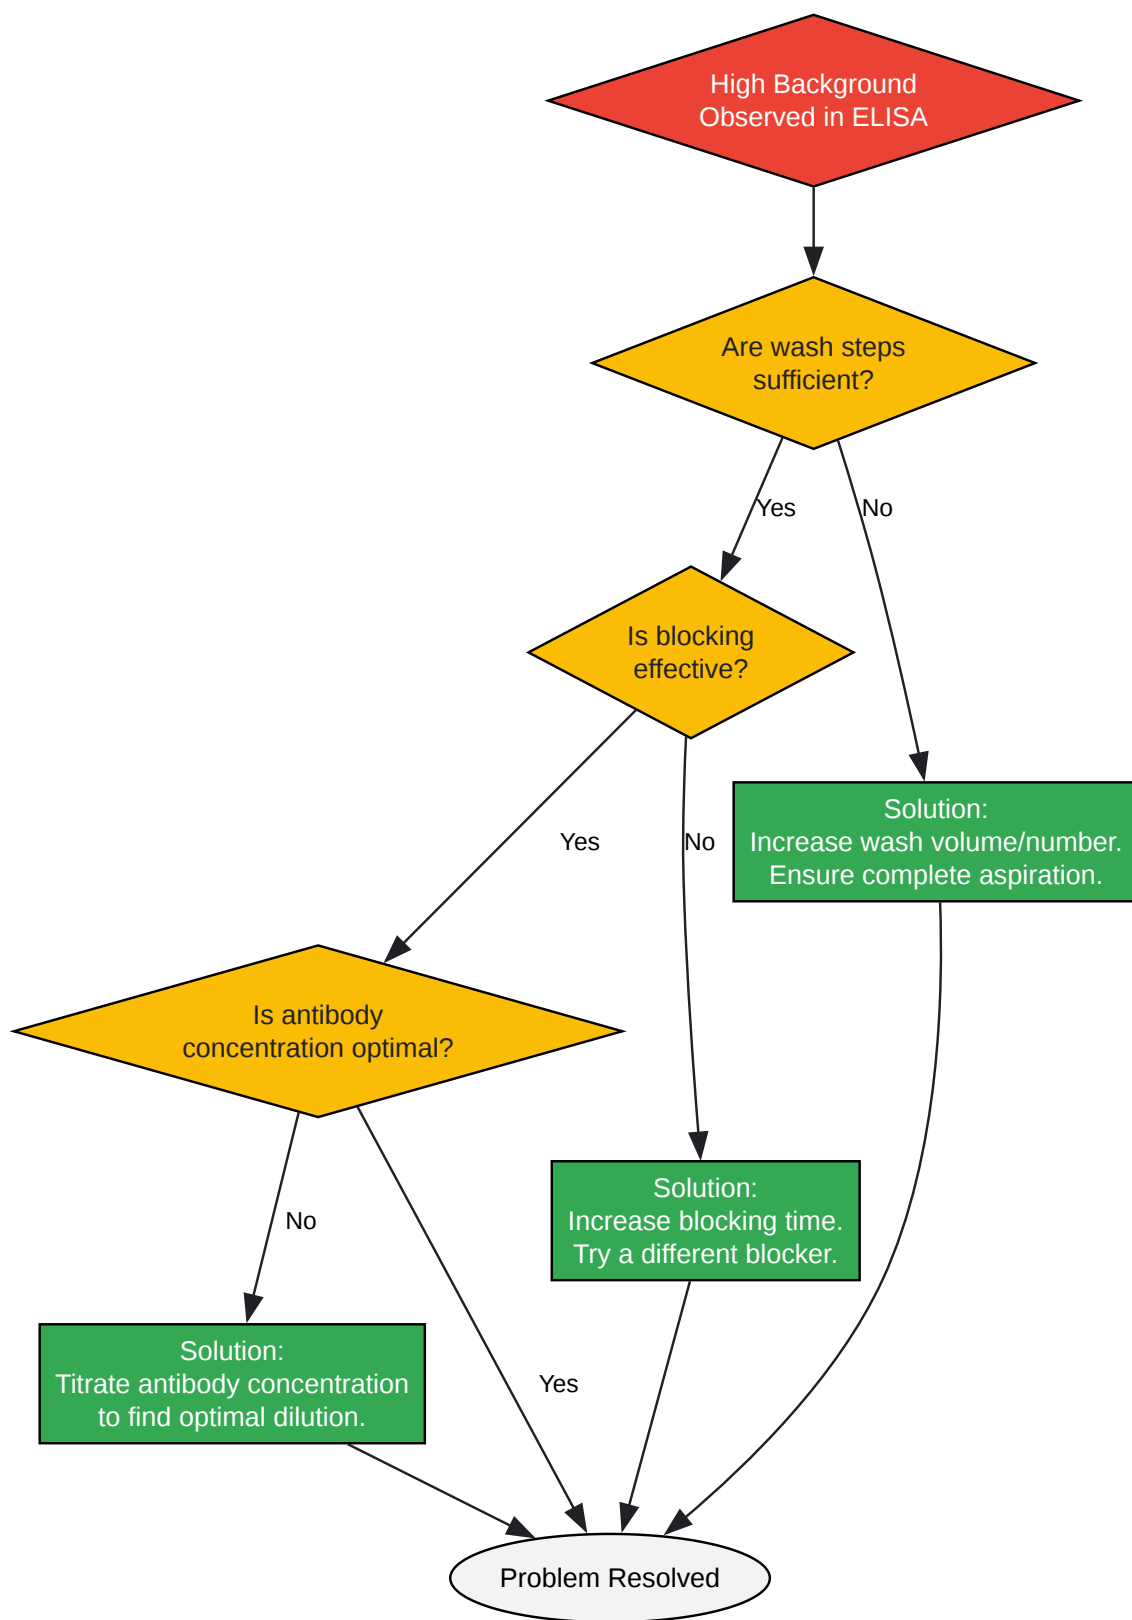 High Background
Observed in ELISA
Are wash steps
sufficient?
Yes
No
Is blocking
effective?
Solution:
Increase wash volume/number.
Ensure complete aspiration.
Yes
No
Is antibody
concentration optimal?
Solution:
Increase blocking time.
Try a different blocker.
No
Solution:
Titrate antibody concentration
to find optimal dilution.
Yes
Problem Resolved